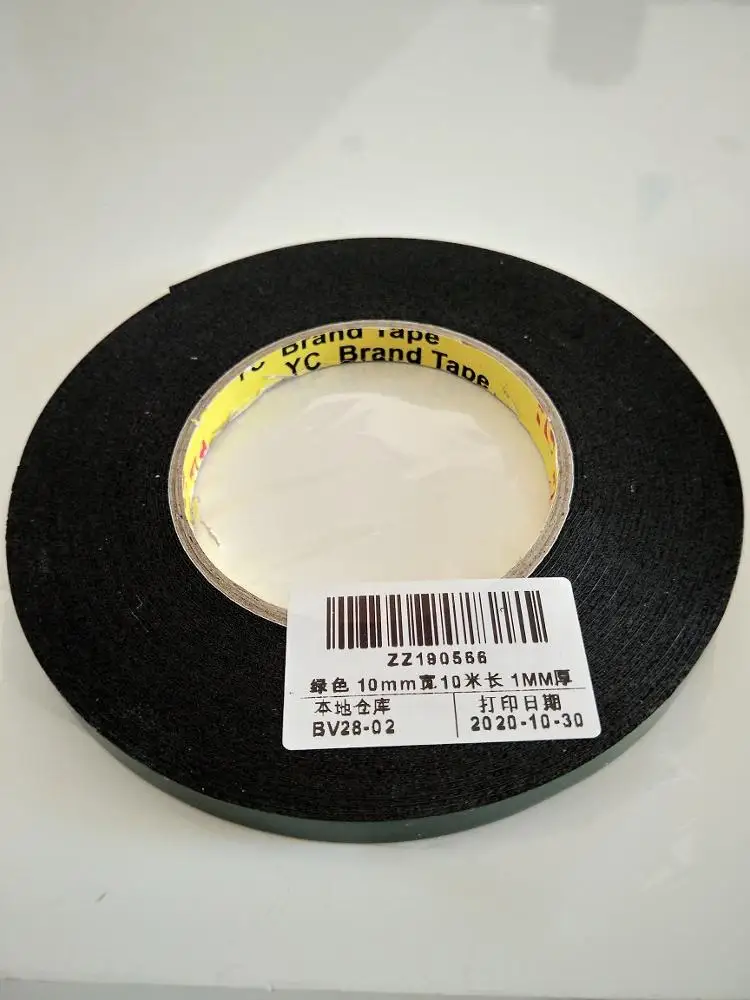 Brand Tape
YC Brand Tape
ZZ190566
绿色 10mm宽10米长 1MM厚
本地仓库
BV28-02
打印日期
2020-10-30